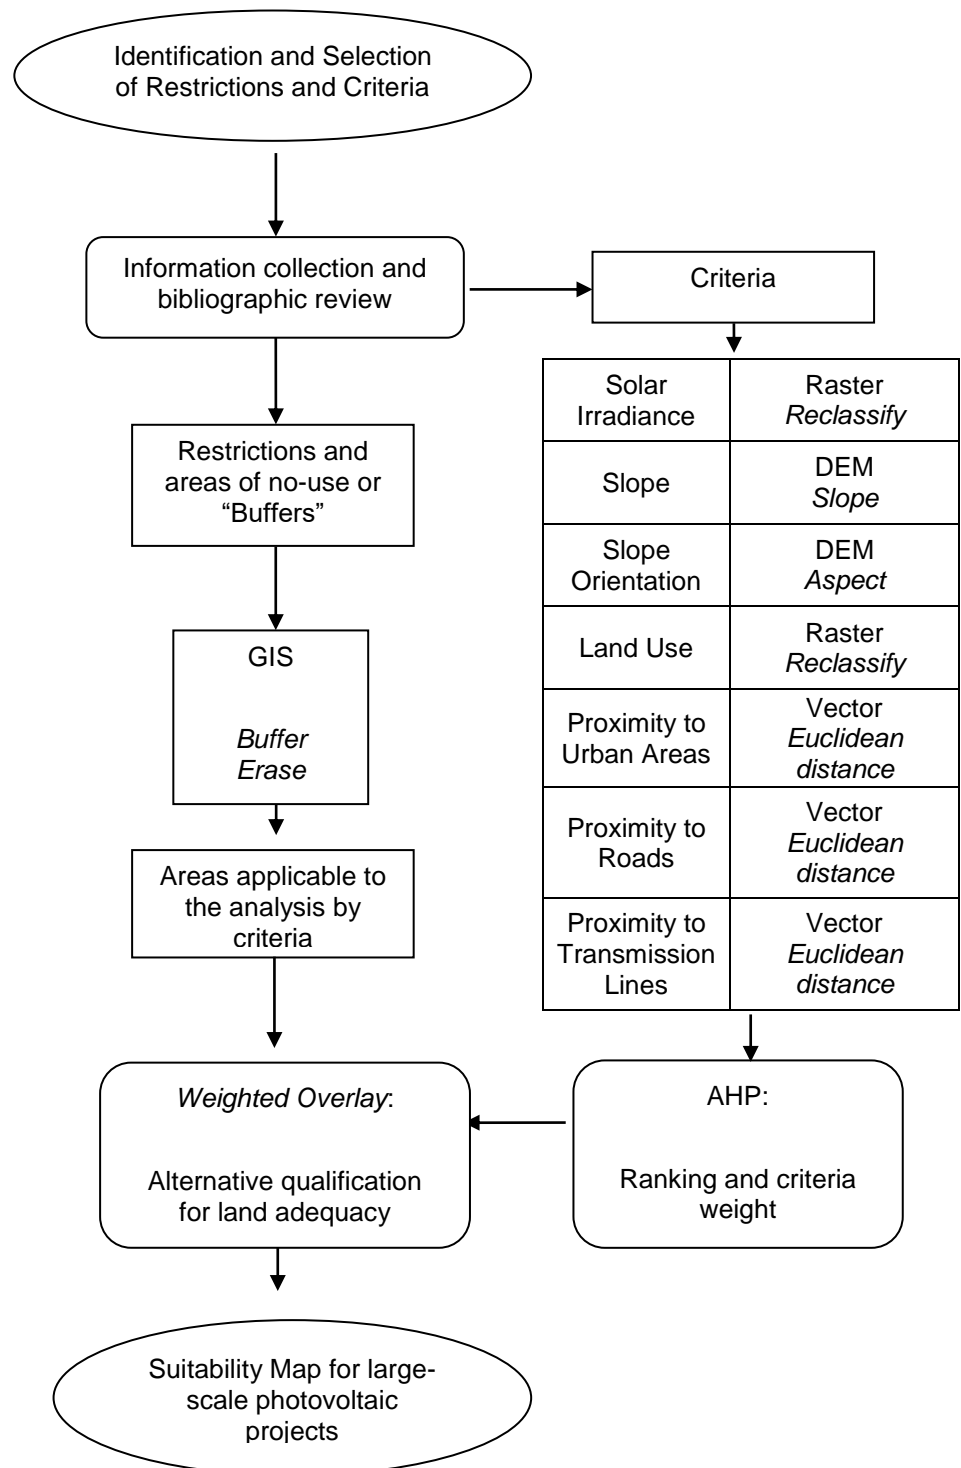 Identification and Selection
of Restrictions and Criteria
Information collection and
bibliographic review
Criteria
Restrictions and
areas of no-use or
“Buffers”
GIS
Buffer
Erase
Areas applicable to
the analysis by
criteria
Solar
Irradiance
Raster
Reclassify
Slope
DEM
Slope
Slope
Orientation
DEM
Aspect
Land Use
Raster
Reclassify
Proximity to
Urban Areas
Vector
Euclidean
distance
Proximity to
Roads
Vector
Euclidean
distance
Proximity to
Transmission
Lines
Vector
Euclidean
distance
Weighted Overlay:
Alternative qualification
for land adequacy
AHP:
Ranking and criteria
weight
Suitability Map for large-
scale photovoltaic
projects